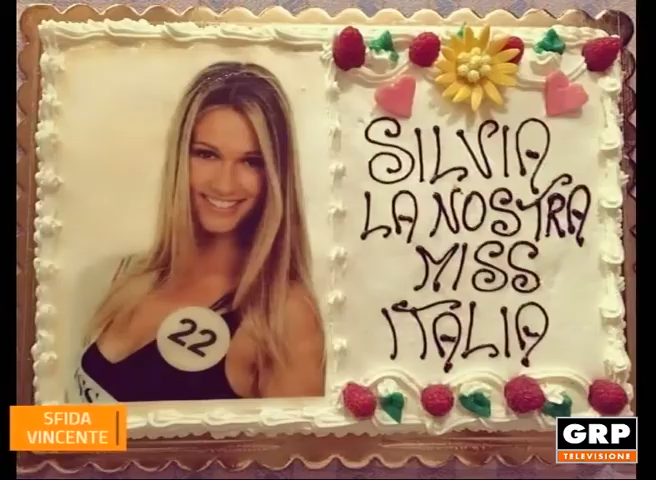 SILVIA
LA NOSTRA
MISS
ITALIA
22
SFIDA
VINCENTE
GRP
TELEVISIONE